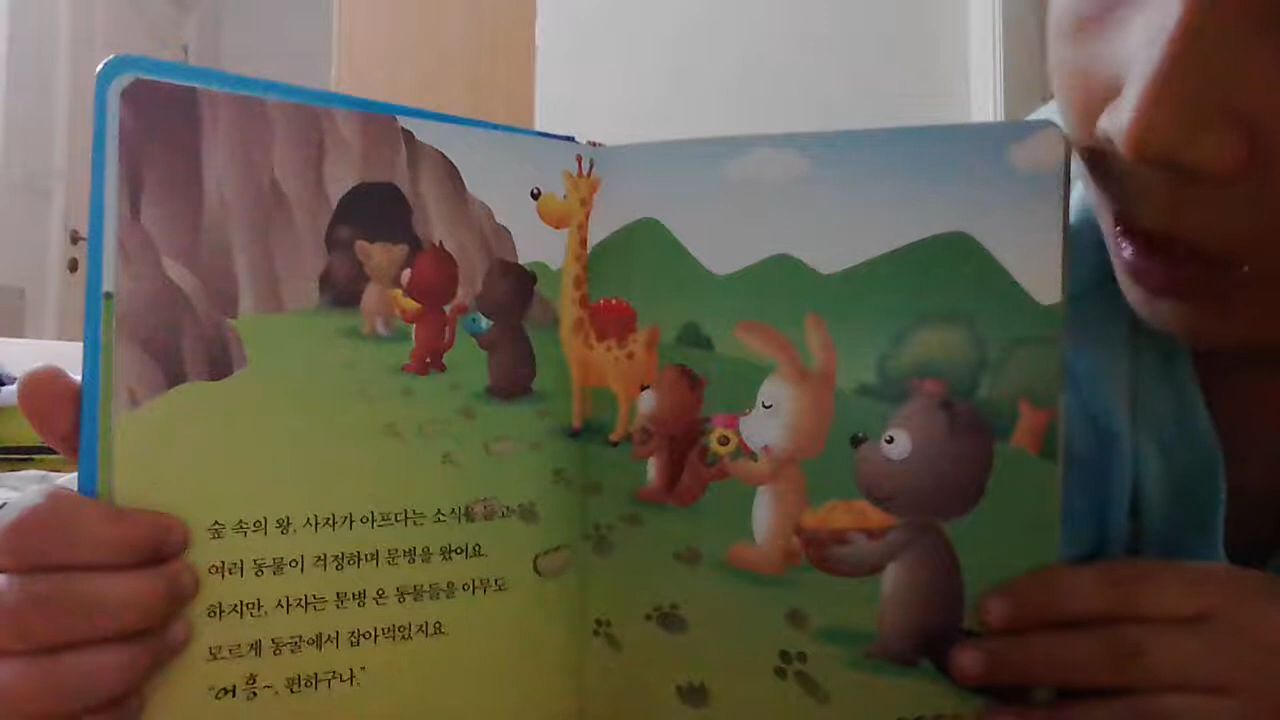 숲 속의 왕, 사자가 아프다는 소식을 듣고
여러 동물이 걱정하며 문병을 왔어요.
하지만, 사자는 문병 온 동물들을 아무도
모르게 동굴에서 잡아먹었지요.
“어흥~, 편하구나.”